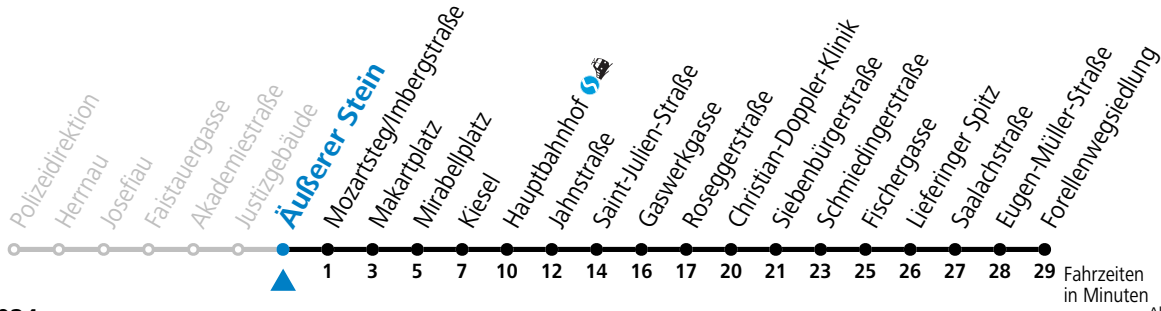 Polizeidirektion
Herrnau
Josefiau
Faistauergasse
Akademiestraße
Justizgebäude
Äußerer Stein
Mozartsteg/Imbergstraße
Makartplatz
Mirabellplatz
Kiesel
Hauptbahnhof
Jahnstraße
Saint-Julien-Straße
Gaswerkgasse
Roseggerstraße
Christian-Doppler-Klinik
Siebenbürgerstraße
Schmiedingerstraße
Fischergasse
Lieferinger Spitz
Saalachstraße
Eugen-Müller-Straße
Forellenwegsiedlung
1 3 5 7 10 12 14 16 17 20 21 23 25 26 27 28 29 Fahrzeiten
in Minuten